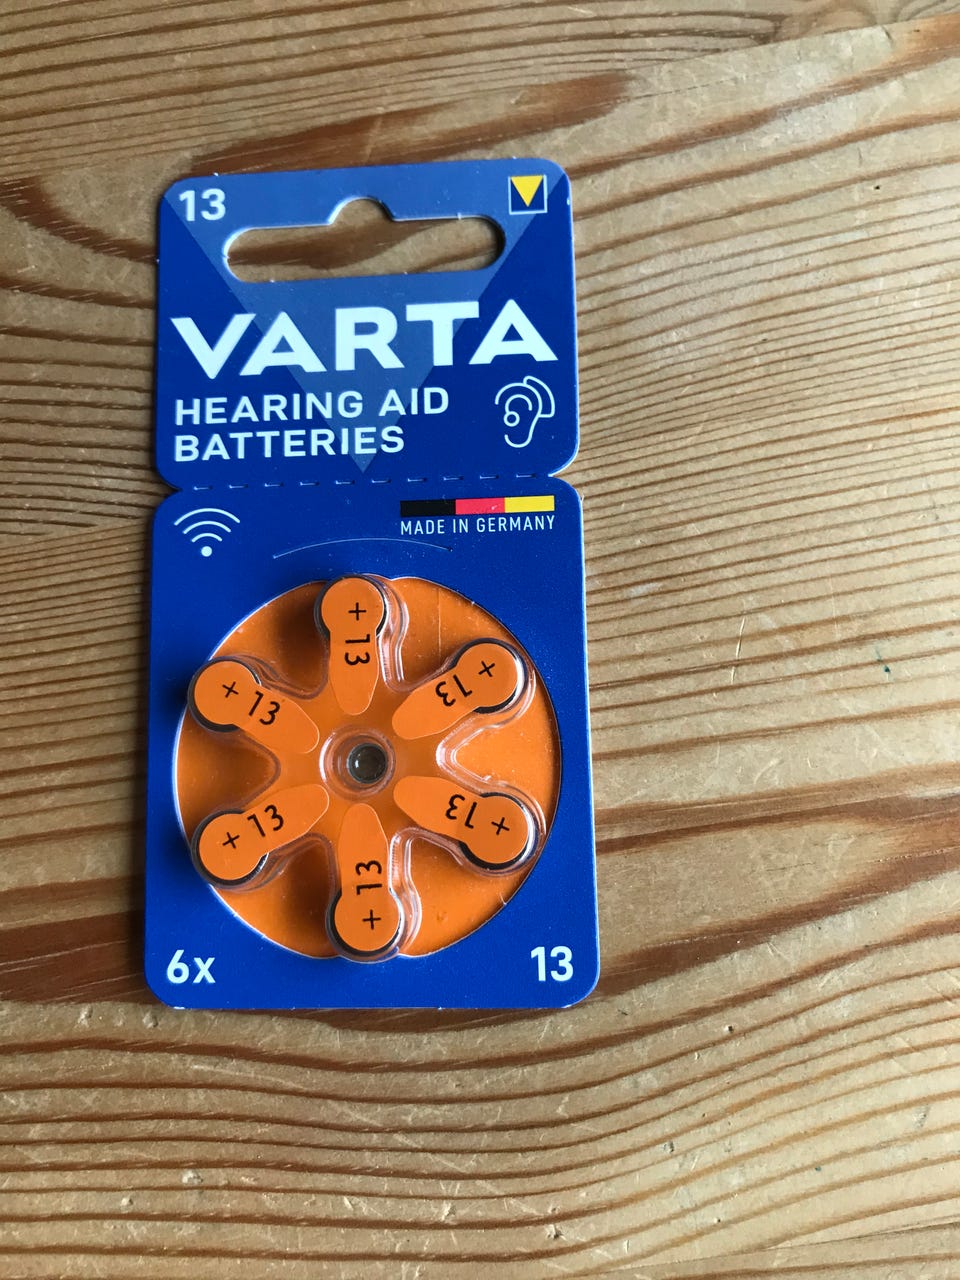 13
VARTA
HEARING AID
BATTERIES
MADE IN GERMANY
+ 13
+ 13
+ 13
+ 13
+ 13
+ 13
6x
13